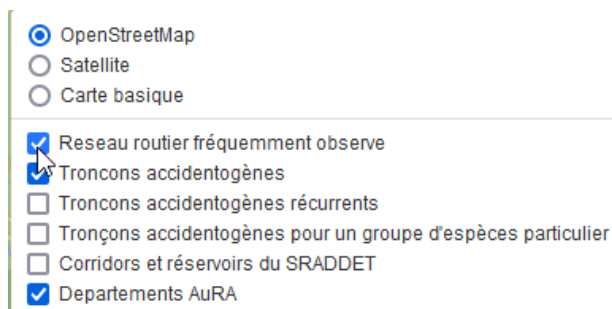 OpenStreetMap
Satellite
Carte basique
Reseau routier fréquemment observe
Troncons accidentogènes
Troncons accidentogènes récurrents
Tronçons accidentogènes pour un groupe d'espèces particulier
Corridors et réservoirs du SRADDET
Departements AuRA